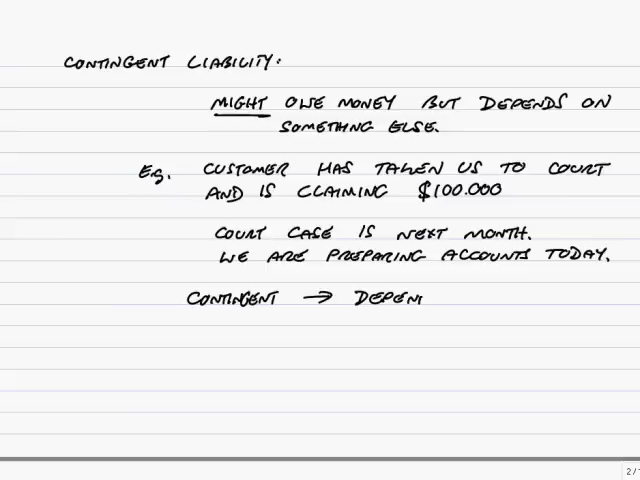 CONTINGENT LIABILITY:
MIGHT OWE MONEY BUT DEPENDS ON
SOMETHING ELSE.
E.g. CUSTOMER HAS TAKEN US TO COURT
AND IS CLAIMING $100.000
COURT CASE IS NEXT MONTH.
WE ARE PREPARING ACCOUNTS TODAY.
CONTINGENT → DEPEN
2/